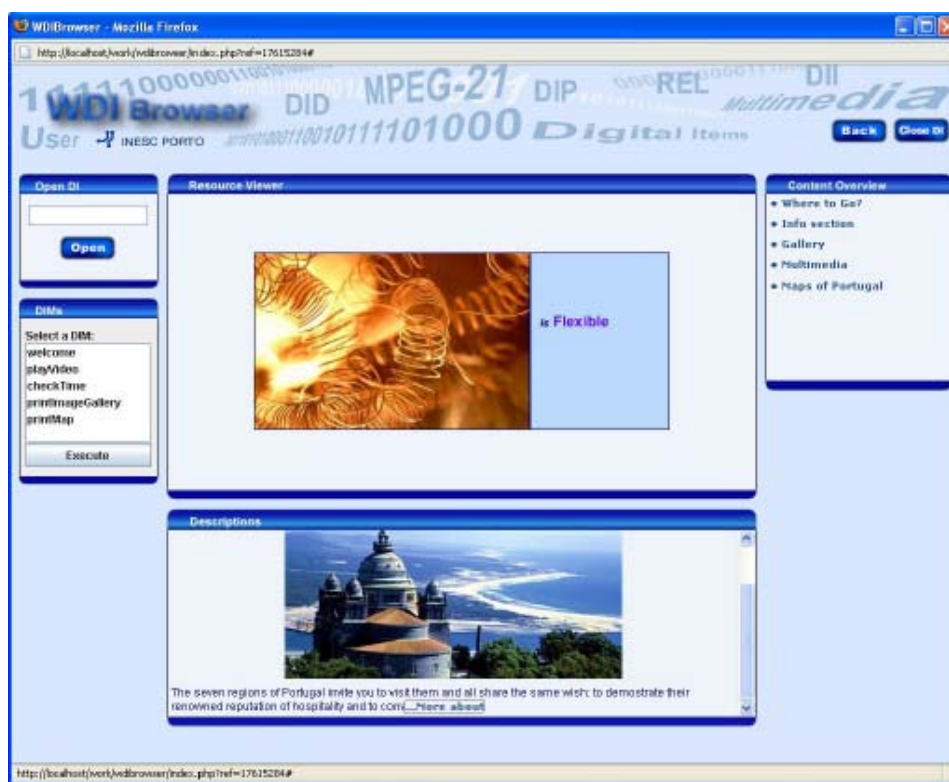 WDIBrowser - Mozilla Firefox
http://localhost/work/wdibrowser/index.php?ref=17615284#
MPEG-21
DII
REL
DID
DIP
Multimedia
WDI Browser
User
INESC PORTO
Digital Items
Back
Close DI
Open DI
Open
DIMs
Select a DIM:
welcome
playVideo
checkTime
printImageGallery
printMap
Execute
Resource Viewer
is Flexible
Descriptions
The seven regions of Portugal invite you to visit them and all share the same wish: to demostrate their
renowned reputation of hospitality and to com...More about
Content Overview
Where to Go?
Info section
Gallery
Multimedia
Maps of Portugal
http://localhost/work/wdibrowser/index.php?ref=17615284#